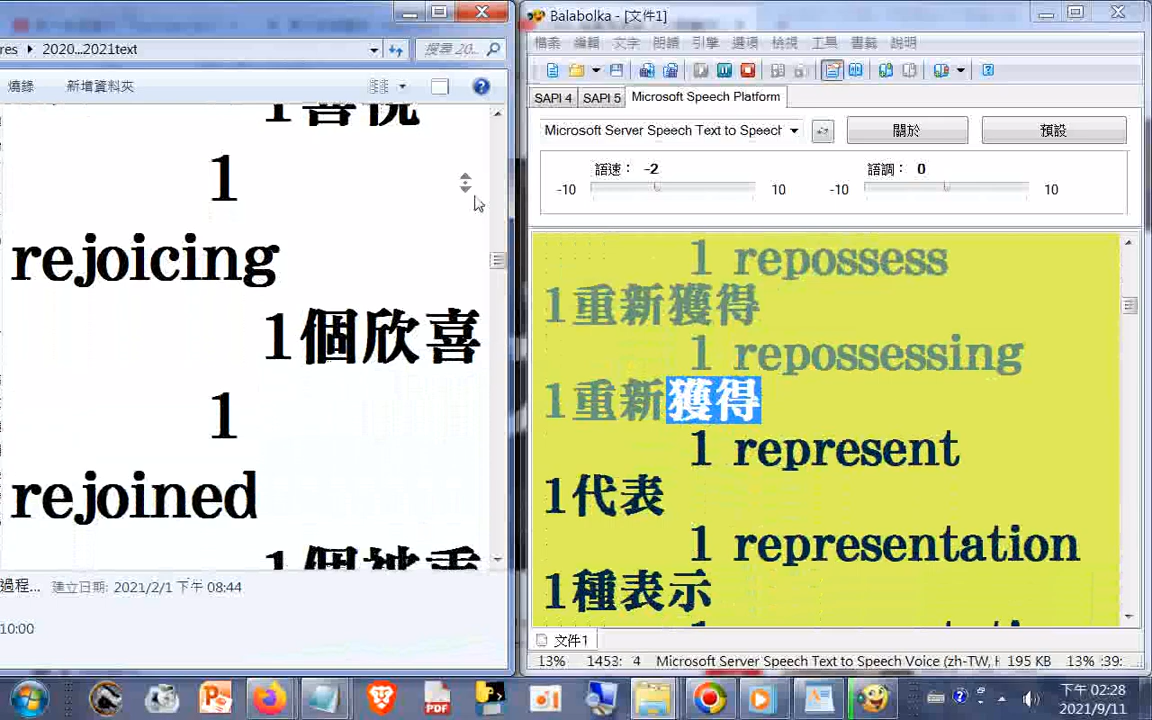 res ▸ 2020...2021text
搜尋 20...
燒錄 新增資料夾
1喜悅
1
rejoicing
1個欣喜
1
rejoined
過程... 建立日期: 2021/2/1 下午 08:44
10:00
Balabolka - [文件1]
檔案 編輯 文字 朗讀 引擎 選項 檢視 工具 書籤 說明
SAPI 4 SAPI 5 Microsoft Speech Platform
Microsoft Server Speech Text to Speech 關於 預設
語速： -2 語調： 0
-10 10 -10 10
1 repossess
1重新獲得
1 repossessing
1重新獲得
1 represent
1代表
1 representation
1種表示
文件1
13% 1453: 4 Microsoft Server Speech Text to Speech Voice (zh-TW, H 195 KB 13% :39:
PDF
下午 02:28
2021/9/11